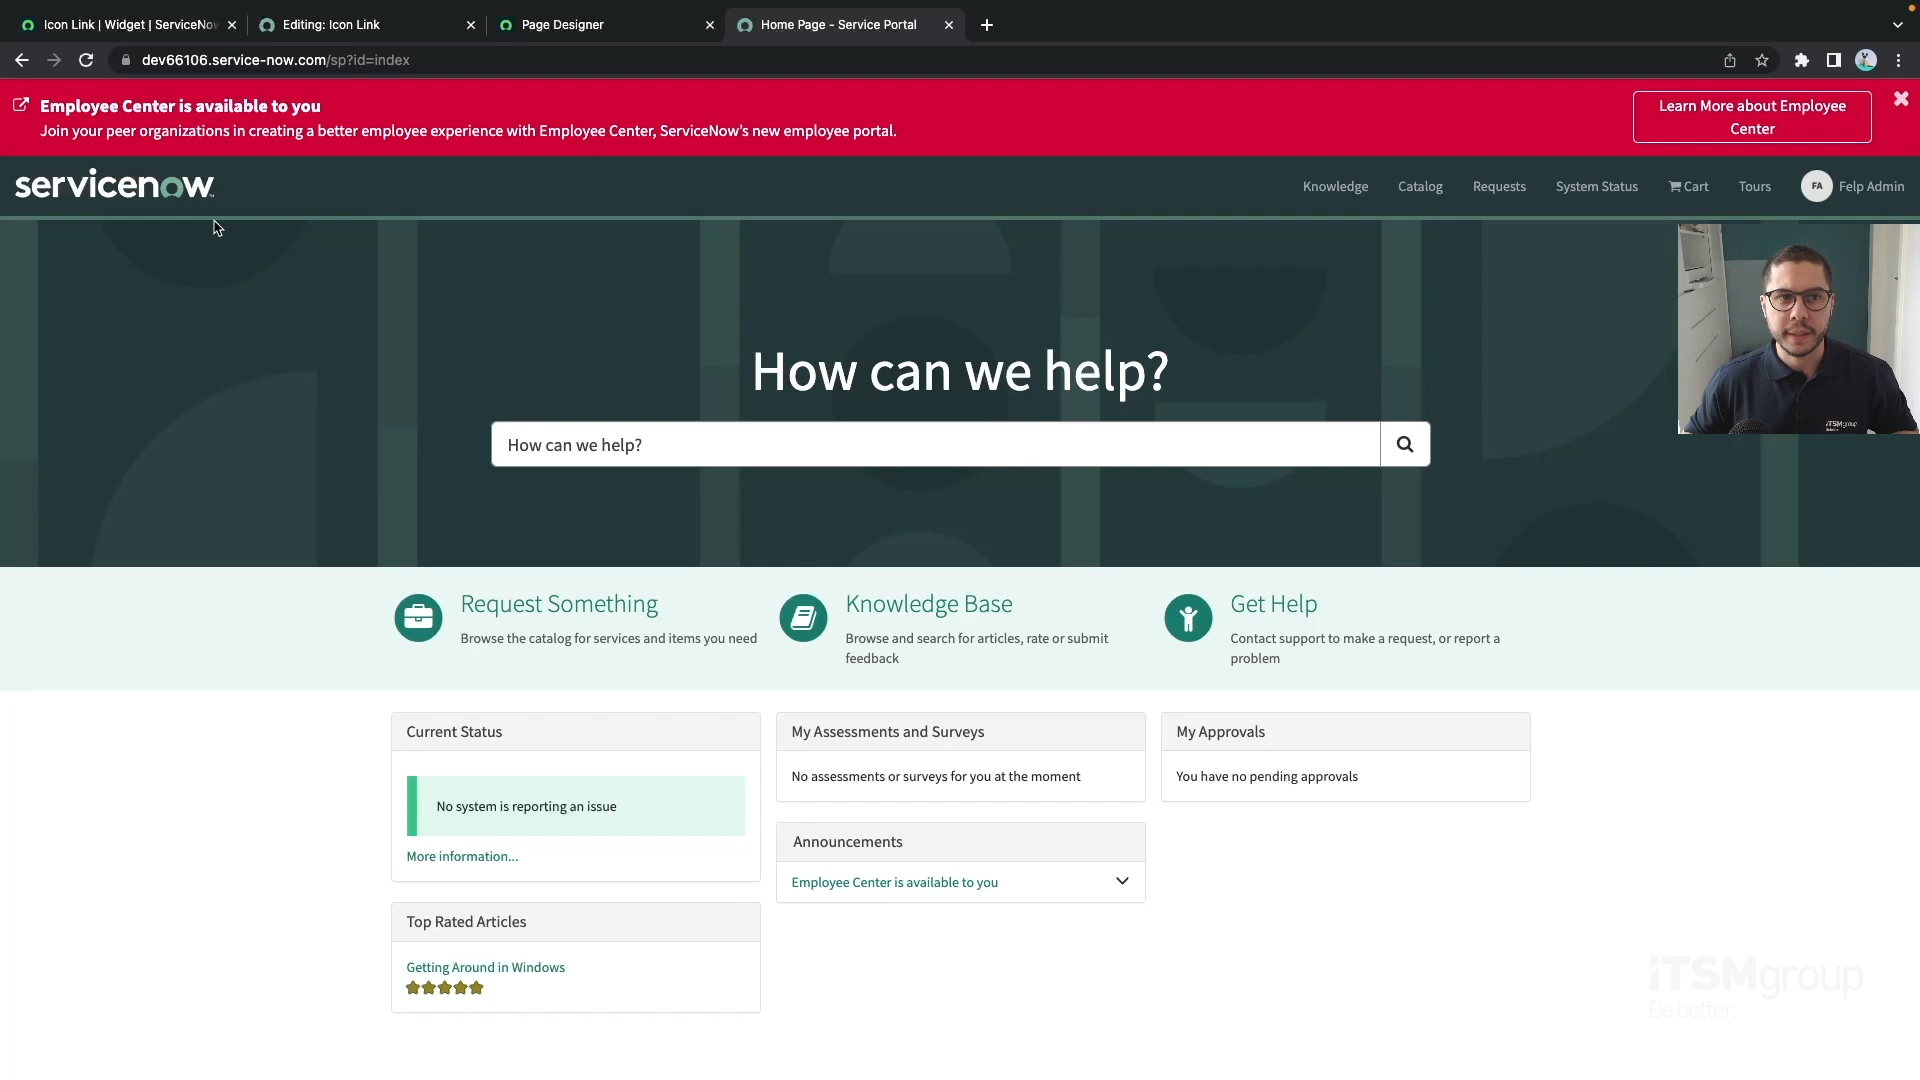 Icon Link | Widget | ServiceNow
Editing: Icon Link
Page Designer
Home Page - Service Portal
dev66106.service-now.com/sp?id=index
Employee Center is available to you
Join your peer organizations in creating a better employee experience with Employee Center, ServiceNow's new employee portal.
Learn More about Employee
Center
servicenow
Knowledge
Catalog
Requests
System Status
Cart
Tours
FA
Felp Admin
How can we help?
How can we help?
ITSMgroup
Request Something
Browse the catalog for services and items you need
Knowledge Base
Browse and search for articles, rate or submit
feedback
Get Help
Contact support to make a request, or report a
problem
Current Status
No system is reporting an issue
More information...
My Assessments and Surveys
No assessments or surveys for you at the moment
My Approvals
You have no pending approvals
Announcements
Employee Center is available to you
Top Rated Articles
Getting Around in Windows
iTSMgroup
Be better.